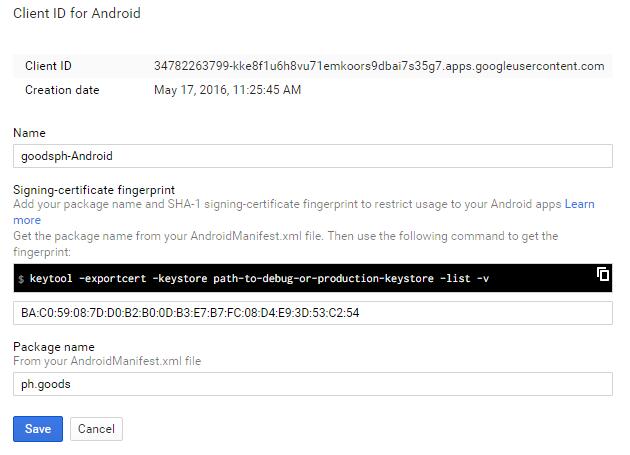 Client ID for Android
Client ID 34782263799-kke8f1u6h8vu71emkoors9dbai7s35g7.apps.googleusercontent.com
Creation date May 17, 2016, 11:25:45 AM
Name
goodsph-Android
Signing-certificate fingerprint
Add your package name and SHA-1 signing-certificate fingerprint to restrict usage to your Android apps Learn
more
Get the package name from your AndroidManifest.xml file. Then use the following command to get the
fingerprint:
$ keytool -exportcert -keystore path-to-debug-or-production-keystore -list -v
BA:C0:59:08:7D:D0:B2:B0:0D:B3:E7:B7:FC:08:D4:E9:3D:53:C2:54
Package name
From your AndroidManifest.xml file
ph.goods
Save Cancel